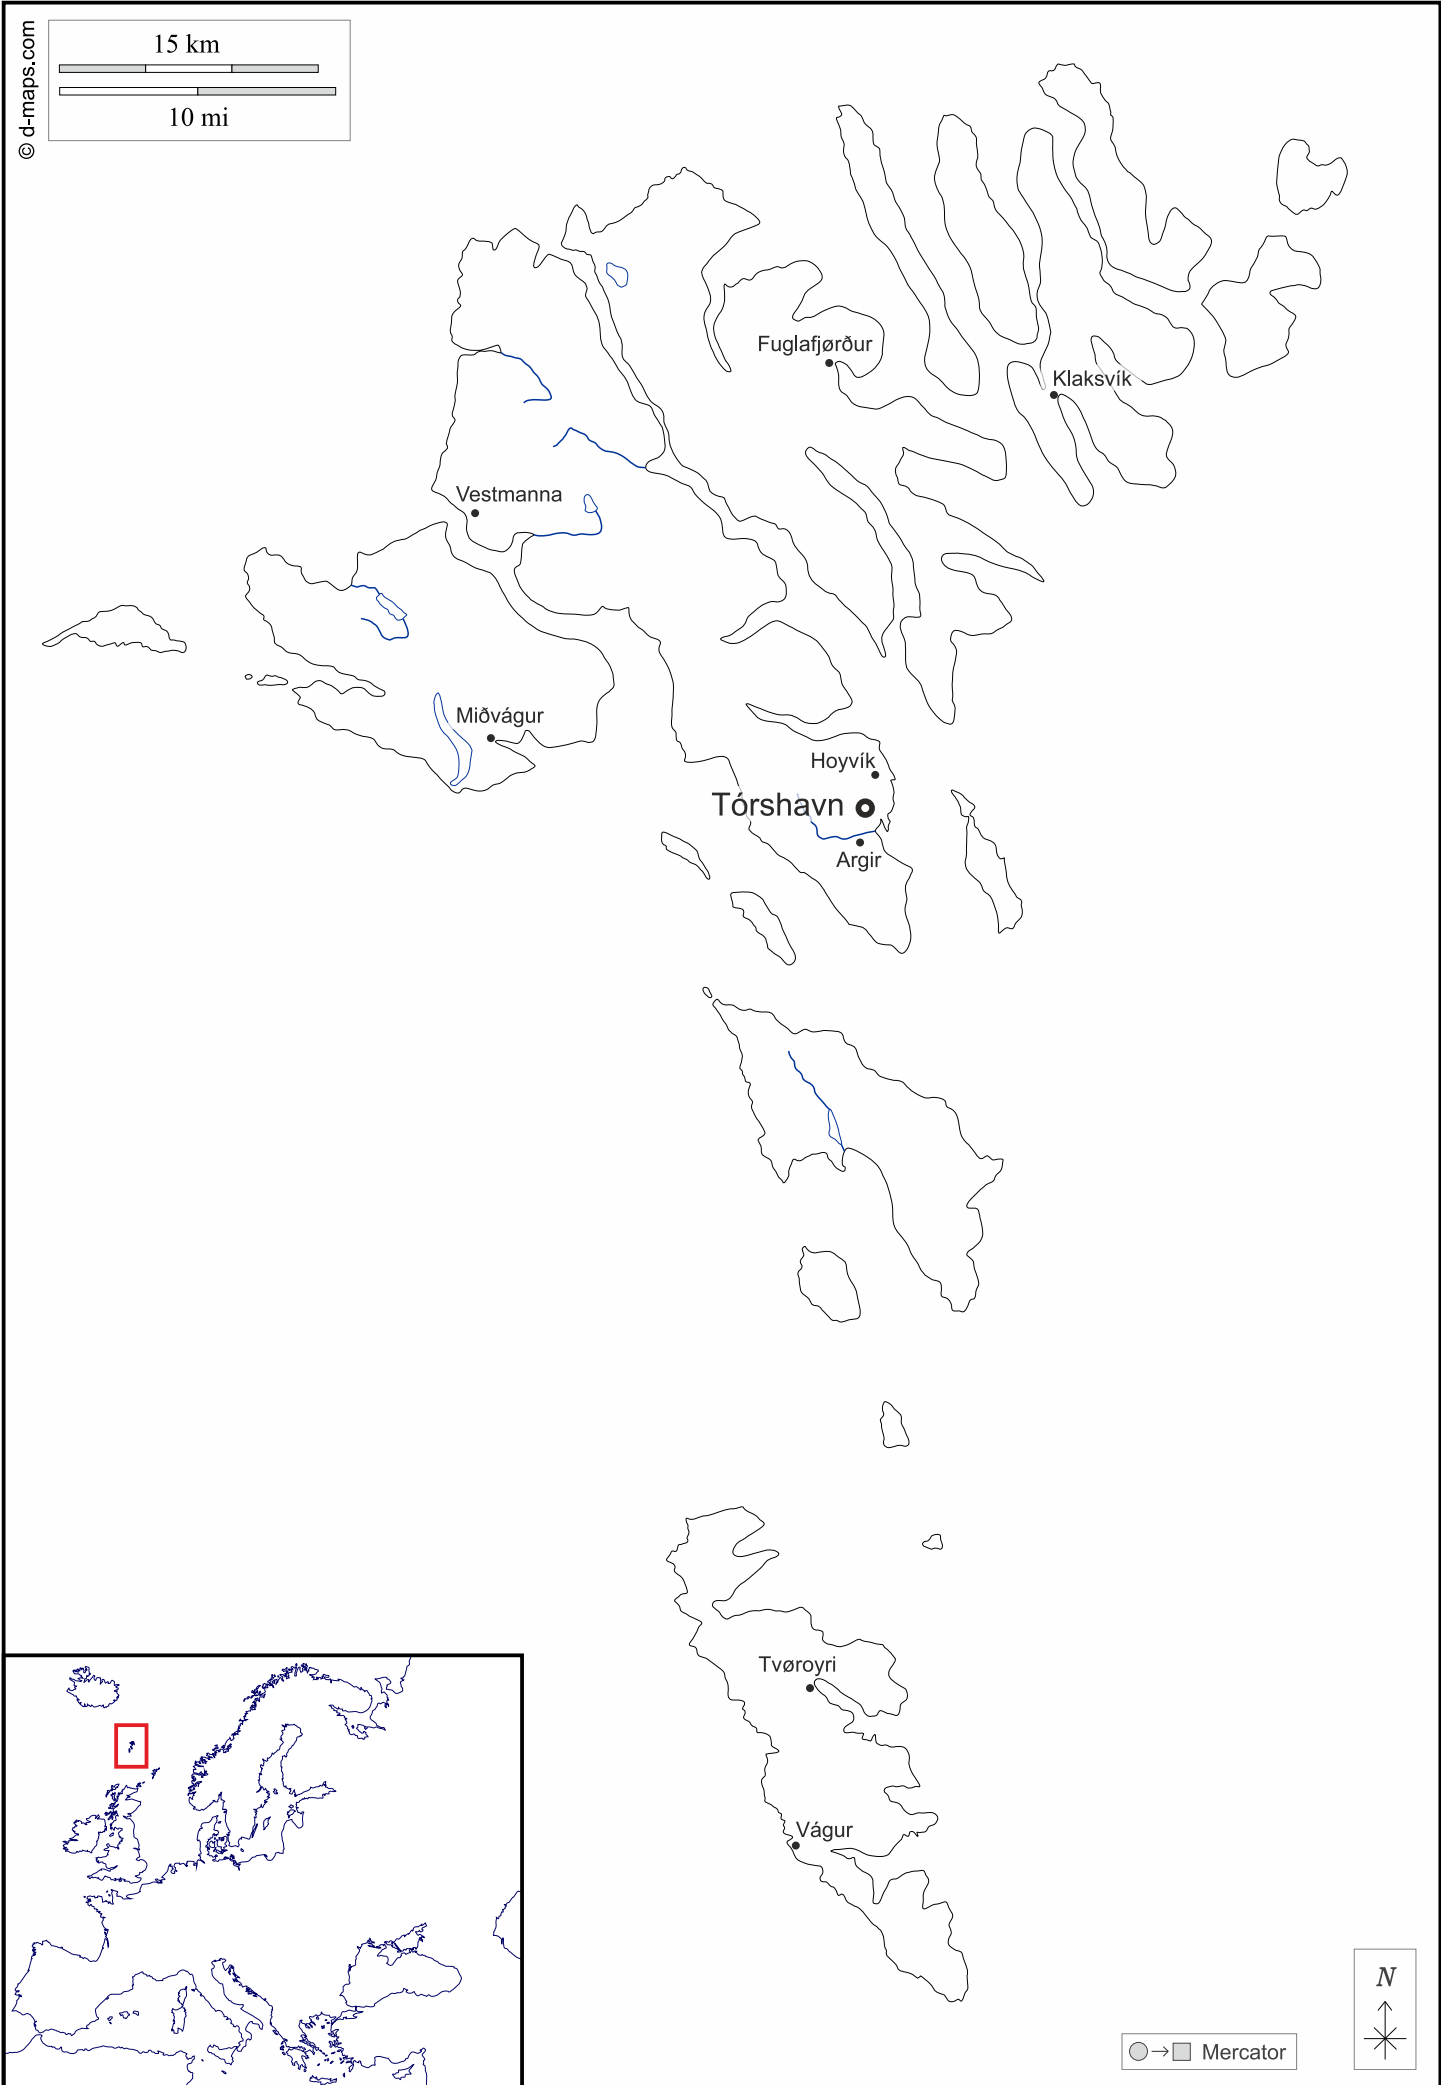 © d-maps.com
15 km
10 mi
Fuglafjørður
Klaksvík
Vestmanna
Miðvágur
Hoyvík
Tórshavn
Argir
Tvøroyri
Vágur
N
Mercator